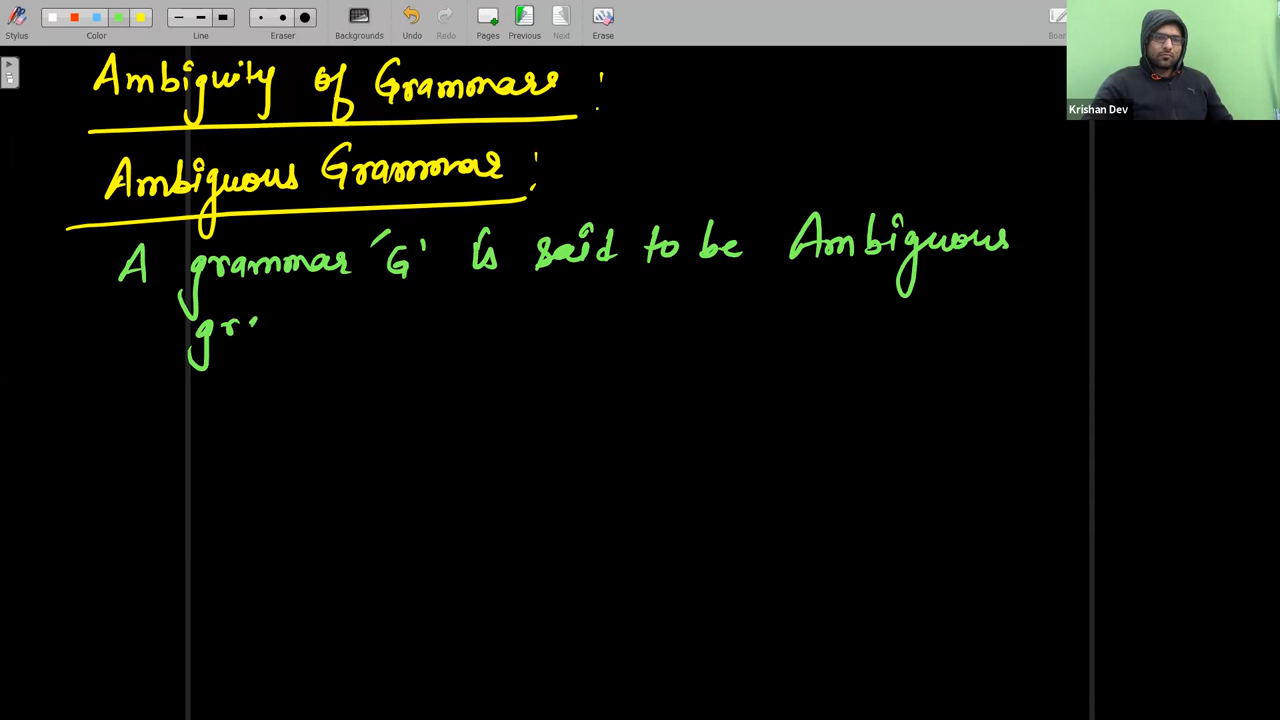 Stylus
Color
Line
Eraser
Backgrounds
Undo
Redo
Pages
Previous
Next
Erase
Krishan Dev
Ambiguity of Grammars :
Ambiguous Grammar :
A grammar 'G' is said to be Ambiguous
gr